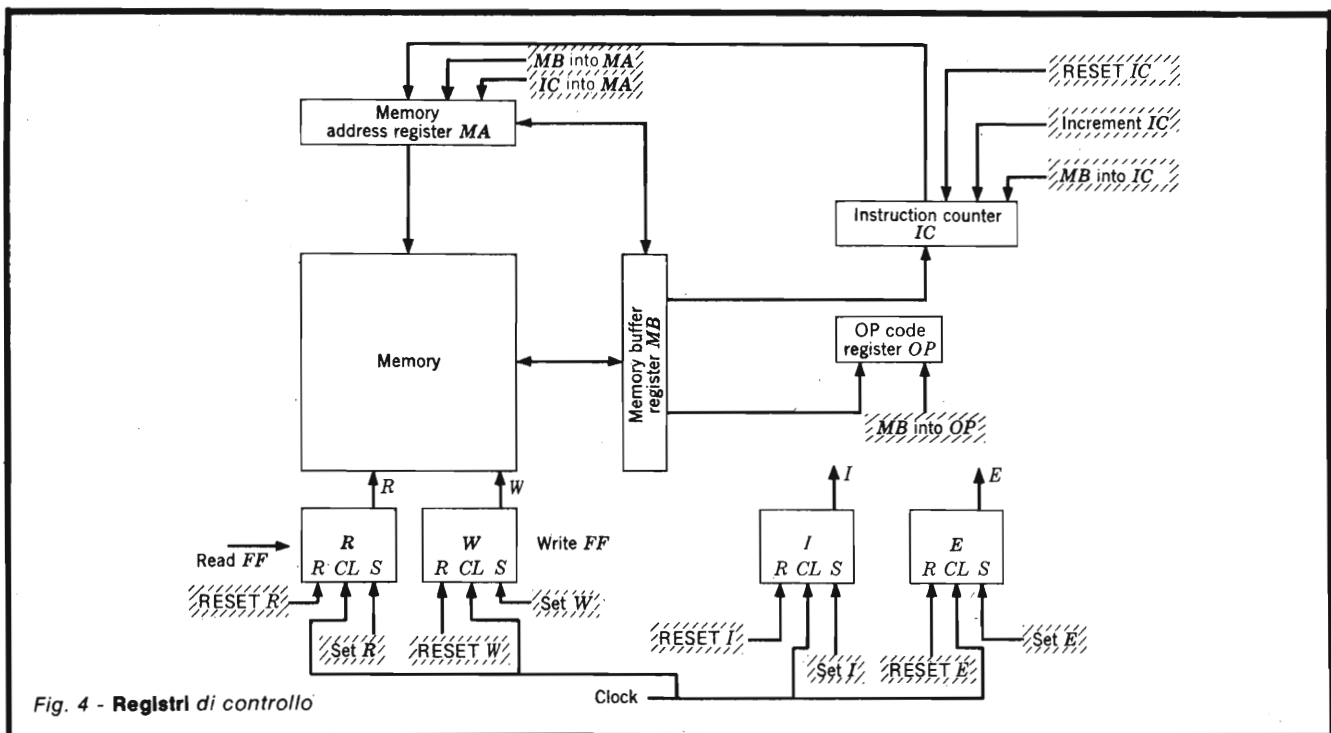 MB into MA
IC into MA
RESET IC
Increment IC
MB into IC
Memory
address register MA
Instruction counter
IC
Memory
Memory buffer
register MB
OP code
register OP
MB into OP
R
W
I
E
Read FF
R
R CL S
W
R CL S
Write FF
I
R CL S
E
R CL S
RESET R
Set R
RESET W
Set W
RESET I
Set I
RESET E
Set E
Clock
Fig. 4 - Registri di controllo